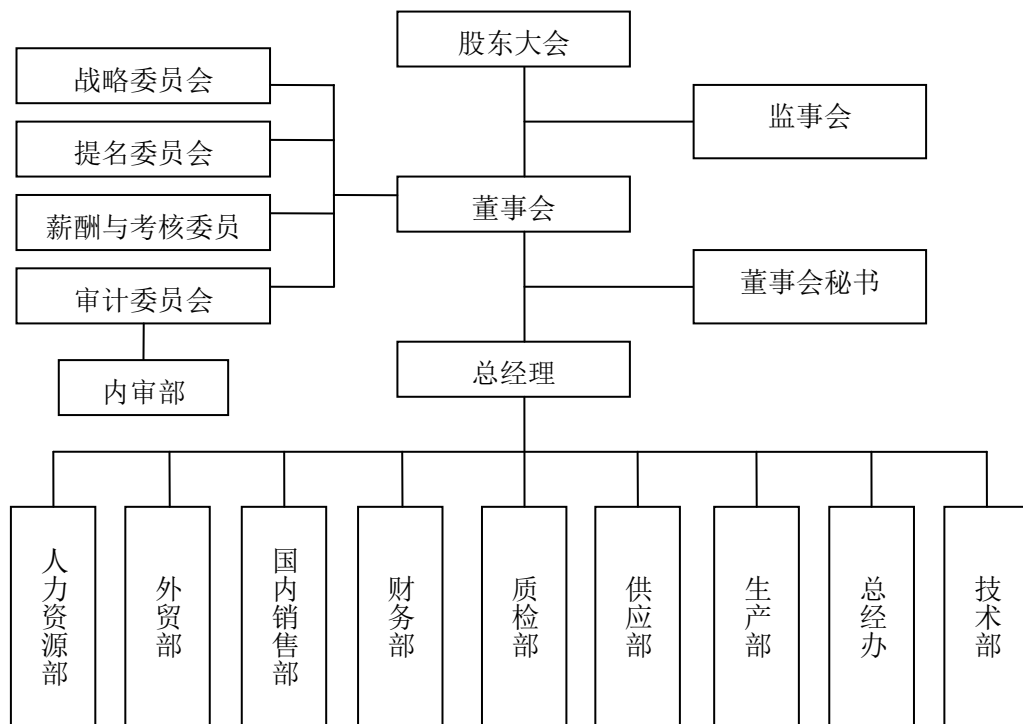 股东大会
战略委员会
监事会
提名委员会
董事会
薪酬与考核委员
董事会秘书
审计委员会
总经理
内审部
人力资源部
外贸部
国内销售部
财务部
质检部
供应部
生产部
总经办
技术部